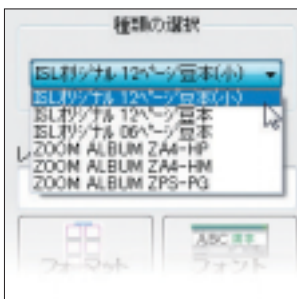 種類の選択
ISLオリジナル 12ページ豆本(小)
ISLオリジナル 12ページ豆本(小)
ISLオリジナル 12ページ豆本
ISLオリジナル 06ページ豆本
ZOOM ALBUM ZA4-HP
ZOOM ALBUM ZA4-HM
ZOOM ALBUM ZPS-PG
レ
ABC 漢字
フォーマット
フォント